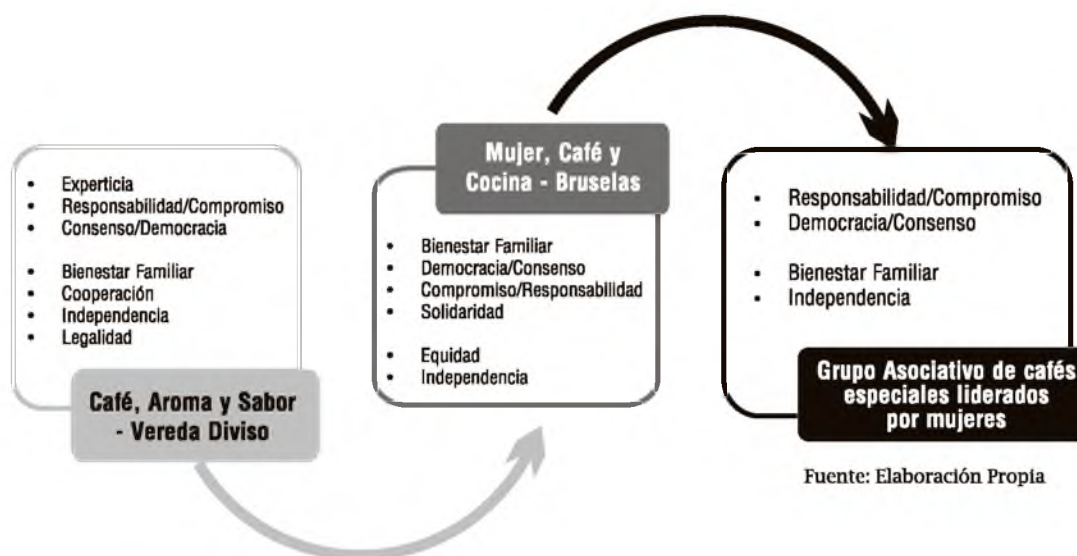 • Experticia
• Responsabilidad/Compromiso
• Consenso/Democracia
• Bienestar Familiar
• Cooperación
• Independencia
• Legalidad
Café, Aroma y Sabor
- Vereda Diviso
Mujer, Café y
Cocina - Bruselas
• Bienestar Familiar
• Democracia/Consenso
• Compromiso/Responsabilidad
• Solidaridad
• Equidad
• Independencia
• Responsabilidad/Compromiso
• Democracia/Consenso
• Bienestar Familiar
• Independencia
Grupo Asociativo de cafés
especiales liderados
por mujeres
Fuente: Elaboración Propia